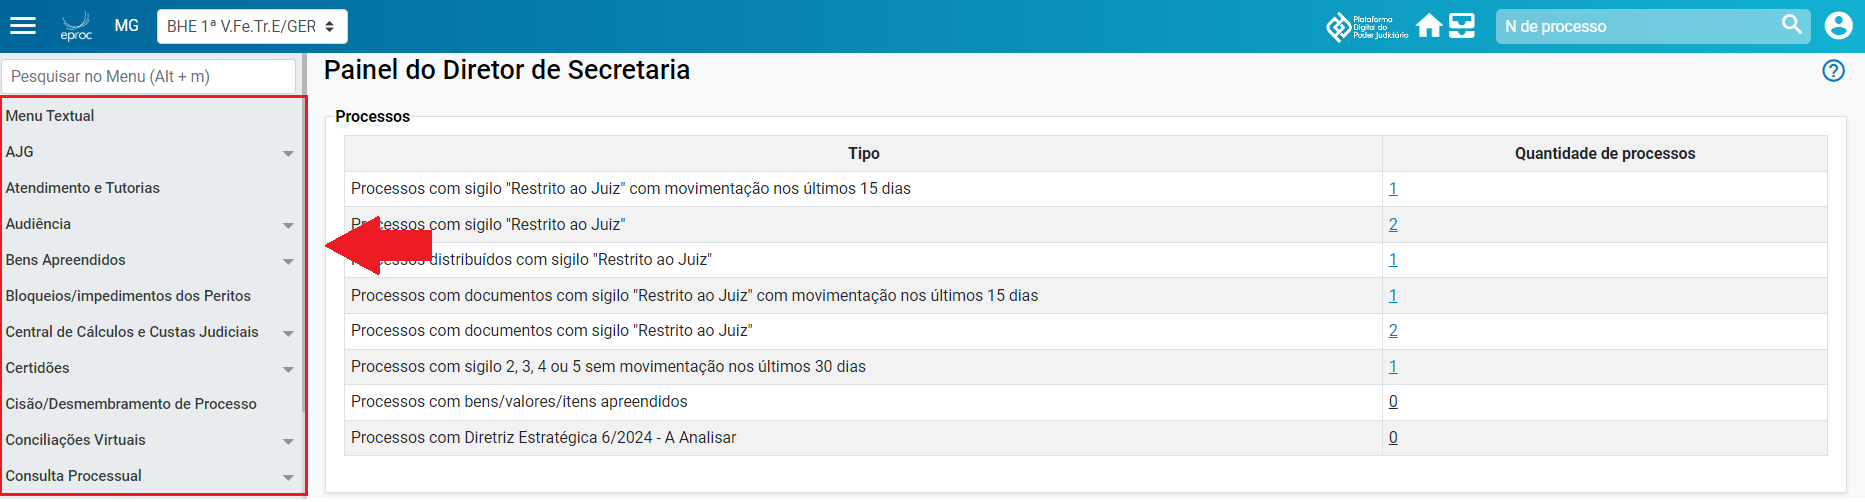 eproc
MG
BHE 1ª V.Fe.Tr.E/GER
Plataforma
Digital do
Poder Judiciário
N de processo
Pesquisar no Menu (Alt + m)
Menu Textual
AJG
Atendimento e Tutorias
Audiência
Bens Apreendidos
Bloqueios/impedimentos dos Peritos
Central de Cálculos e Custas Judiciais
Certidões
Cisão/Desmembramento de Processo
Conciliações Virtuais
Consulta Processual
Painel do Diretor de Secretaria
Processos
Tipo Quantidade de processos
Processos com sigilo "Restrito ao Juiz" com movimentação nos últimos 15 dias 1
Processos com sigilo "Restrito ao Juiz" 2
distribuídos com sigilo "Restrito ao Juiz" 1
Processos com documentos com sigilo "Restrito ao Juiz" com movimentação nos últimos 15 dias 1
Processos com documentos com sigilo "Restrito ao Juiz" 2
Processos com sigilo 2, 3, 4 ou 5 sem movimentação nos últimos 30 dias 1
Processos com bens/valores/itens apreendidos 0
Processos com Diretriz Estratégica 6/2024 - A Analisar 0